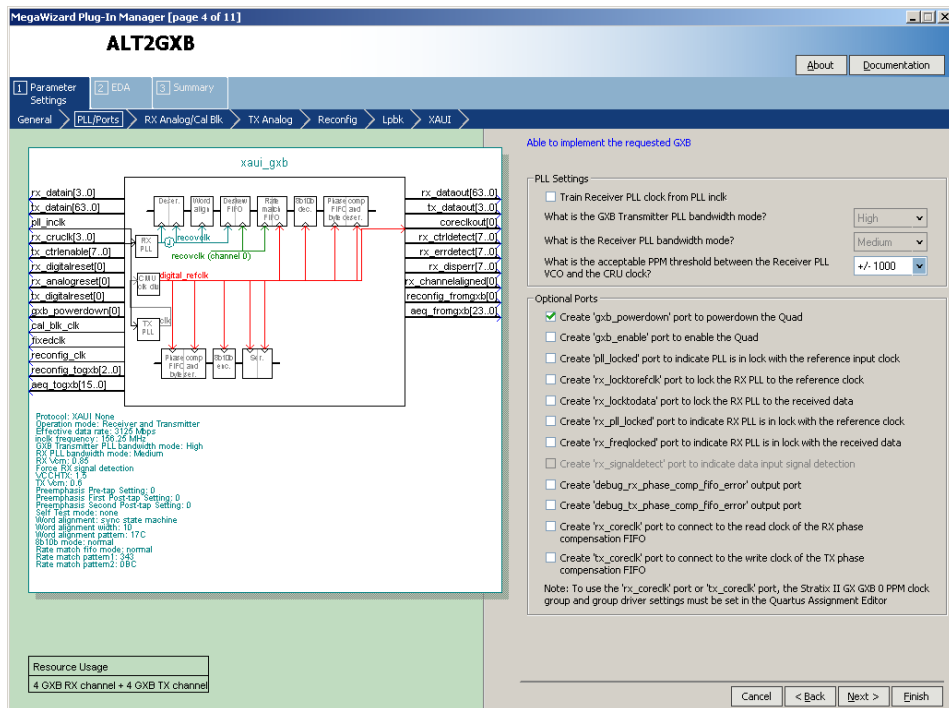 MegaWizard Plug-In Manager [page 4 of 11]
ALT2GXB
About
Documentation
1 Parameter Settings
2 EDA
3 Summary
General
PLL/Ports
RX Analog/Cal Blk
TX Analog
Reconfig
Lpbk
XAUI
xaui_gxb
rx_datain[3..0]
tx_datain[63..0]
pll_inclk
rx_cruclk[3..0]
tx_ctrlenable[7..0]
rx_digitalreset[0]
rx_analogreset[0]
tx_digitalreset[0]
gxb_powerdown[0]
cal_blk_clk
fixedclk
reconfig_clk
reconfig_togxb[2..0]
aeq_togxb[15..0]
Deser.
Word align
Deskew FIFO
Rate match FIFO
8b10b dec.
Phase comp FIFO and byte deser.
RX PLL
recovclk
recovclk (channel 0)
CMU clk div
digital_refclk
TX PLL
clk
Phase comp FIFO and byte ser.
8b10b enc.
Ser.
rx_dataout[63..0]
tx_dataout[3..0]
coreclkout[0]
rx_ctrldetect[7..0]
rx_errdetect[7..0]
rx_disperr[7..0]
rx_channelaligned[0]
reconfig_fromgxb[0]
aeq_fromgxb[23..0]
Protocol: XAUI None
Operation mode: Receiver and Transmitter
Effective data rate: 3125 Mbps
inclk frequency: 156.25 MHz
GXB Transmitter PLL bandwidth mode: High
RX PLL bandwidth mode: Medium
RX Vcm: 0.85
Force RX signal detection
VCCHTX: 1.5
TX Vcm: 0.6
Preemphasis Pre-tap Setting: 0
Preemphasis First Post-tap Setting: 0
Preemphasis Second Post-tap Setting: 0
Self Test mode: none
Word alignment: sync state machine
Word alignment width: 10
Word alignment pattern: 17C
8b10b mode: normal
Rate match fifo mode: normal
Rate match pattern1: 343
Rate match pattern2: 0BC
Resource Usage
4 GXB RX channel + 4 GXB TX channel
Able to implement the requested GXB
PLL Settings
Train Receiver PLL clock from PLL inclk
What is the GXB Transmitter PLL bandwidth mode?
High
What is the Receiver PLL bandwidth mode?
Medium
What is the acceptable PPM threshold between the Receiver PLL
VCO and the CRU clock?
+/- 1000
Optional Ports
Create 'gxb_powerdown' port to powerdown the Quad
Create 'gxb_enable' port to enable the Quad
Create 'pll_locked' port to indicate PLL is in lock with the reference input clock
Create 'rx_locktorefclk' port to lock the RX PLL to the reference clock
Create 'rx_locktodata' port to lock the RX PLL to the received data
Create 'rx_pll_locked' port to indicate RX PLL is in lock with the reference clock
Create 'rx_freqlocked' port to indicate RX PLL is in lock with the received data
Create 'rx_signaldetect' port to indicate data input signal detection
Create 'debug_rx_phase_comp_fifo_error' output port
Create 'debug_tx_phase_comp_fifo_error' output port
Create 'rx_coreclk' port to connect to the read clock of the RX phase
compensation FIFO
Create 'tx_coreclk' port to connect to the write clock of the TX phase
compensation FIFO
Note: To use the 'rx_coreclk' port or 'tx_coreclk' port, the Stratix II GX GXB 0 PPM clock
group and group driver settings must be set in the Quartus Assignment Editor
Cancel
< Back
Next >
Finish